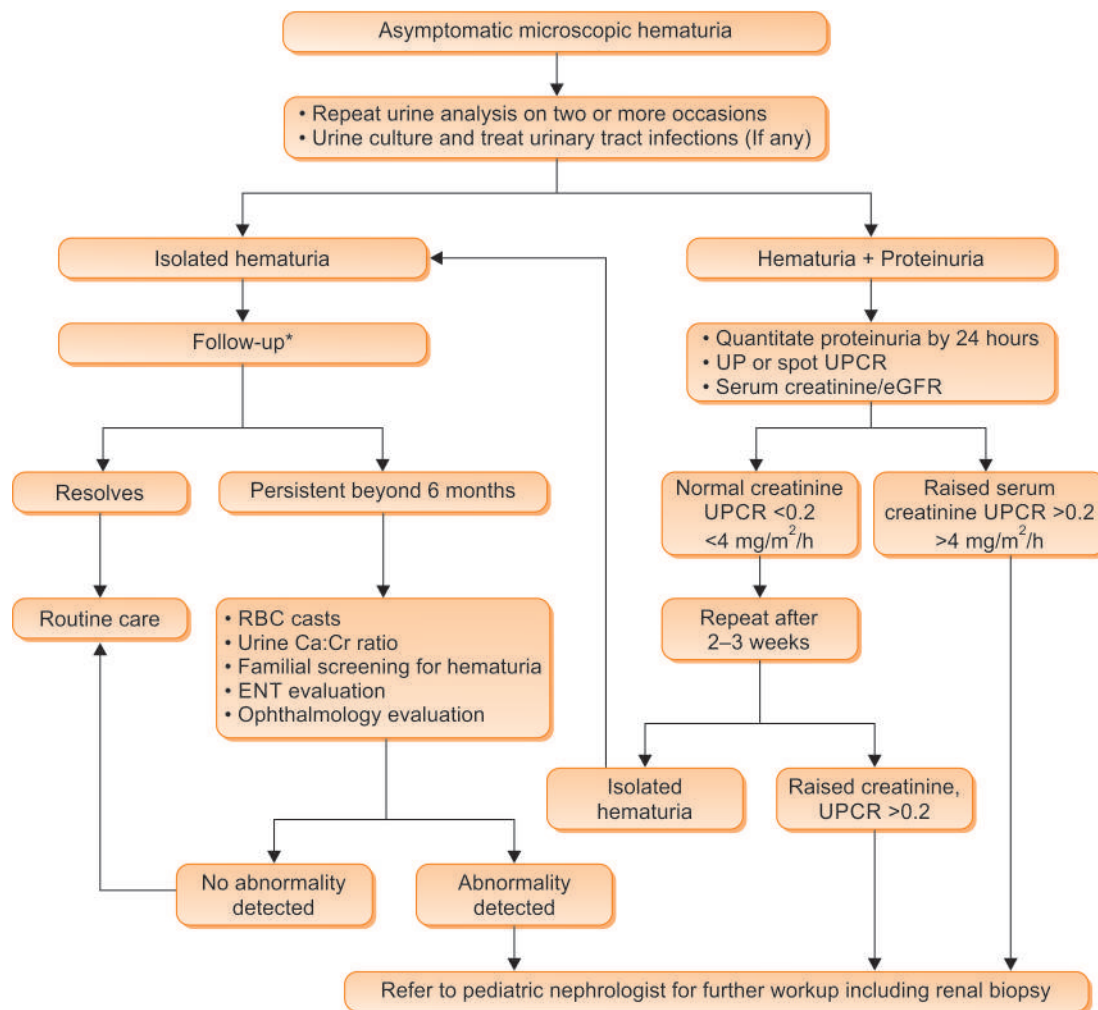 Asymptomatic microscopic hematuria
• Repeat urine analysis on two or more occasions
• Urine culture and treat urinary tract infections (If any)
Isolated hematuria
Hematuria + Proteinuria
Follow-up*
• Quantitate proteinuria by 24 hours
• UP or spot UPCR
• Serum creatinine/eGFR
Resolves
Persistent beyond 6 months
Normal creatinine
UPCR <0.2
<4 mg/m²/h
Raised serum
creatinine UPCR >0.2
>4 mg/m²/h
Routine care
• RBC casts
• Urine Ca:Cr ratio
• Familial screening for hematuria
• ENT evaluation
• Ophthalmology evaluation
Repeat after
2–3 weeks
Isolated
hematuria
Raised creatinine,
UPCR >0.2
No abnormality
detected
Abnormality
detected
Refer to pediatric nephrologist for further workup including renal biopsy